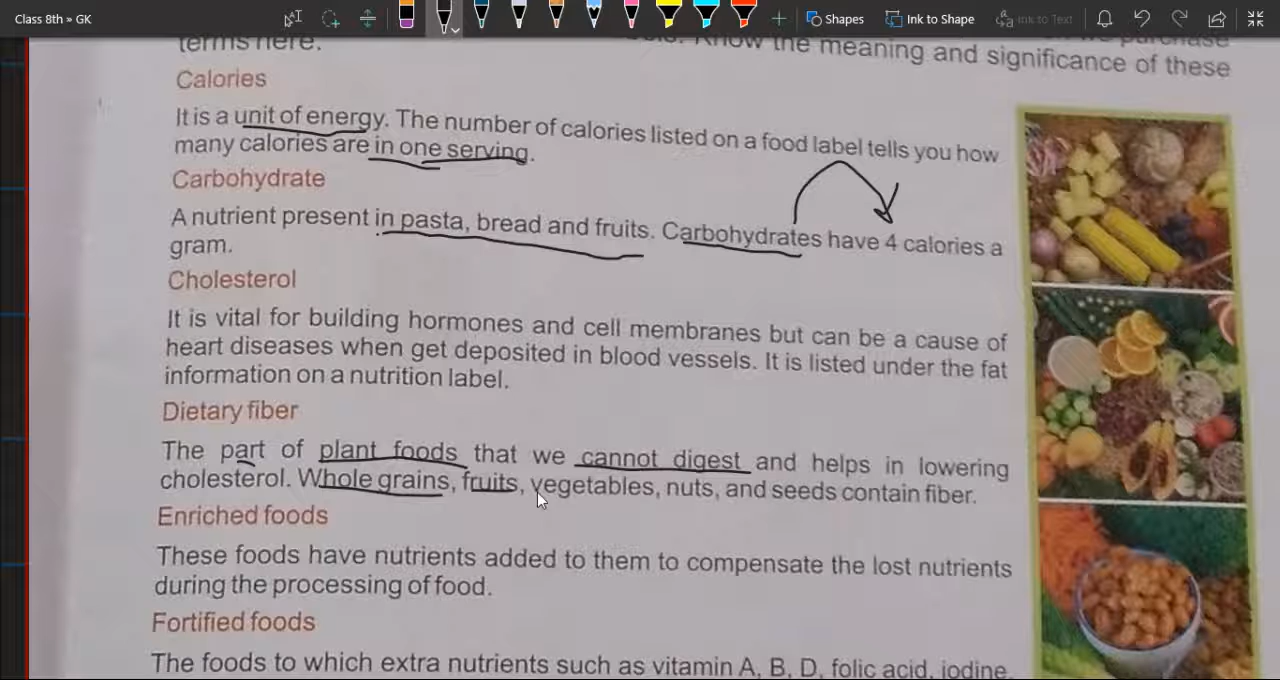 Class 8th » GK
Shapes
Ink to Shape
Ink to Text
Know the meaning and significance of these
terms here.
Calories
It is a unit of energy. The number of calories listed on a food label tells you how
many calories are in one serving.
Carbohydrate
A nutrient present in pasta, bread and fruits. Carbohydrates have 4 calories a
gram.
Cholesterol
It is vital for building hormones and cell membranes but can be a cause of
heart diseases when get deposited in blood vessels. It is listed under the fat
information on a nutrition label.
Dietary fiber
The part of plant foods that we cannot digest and helps in lowering
cholesterol. Whole grains, fruits, vegetables, nuts, and seeds contain fiber.
Enriched foods
These foods have nutrients added to them to compensate the lost nutrients
during the processing of food.
Fortified foods
The foods to which extra nutrients such as vitamin A, B, D, folic acid, iodine,